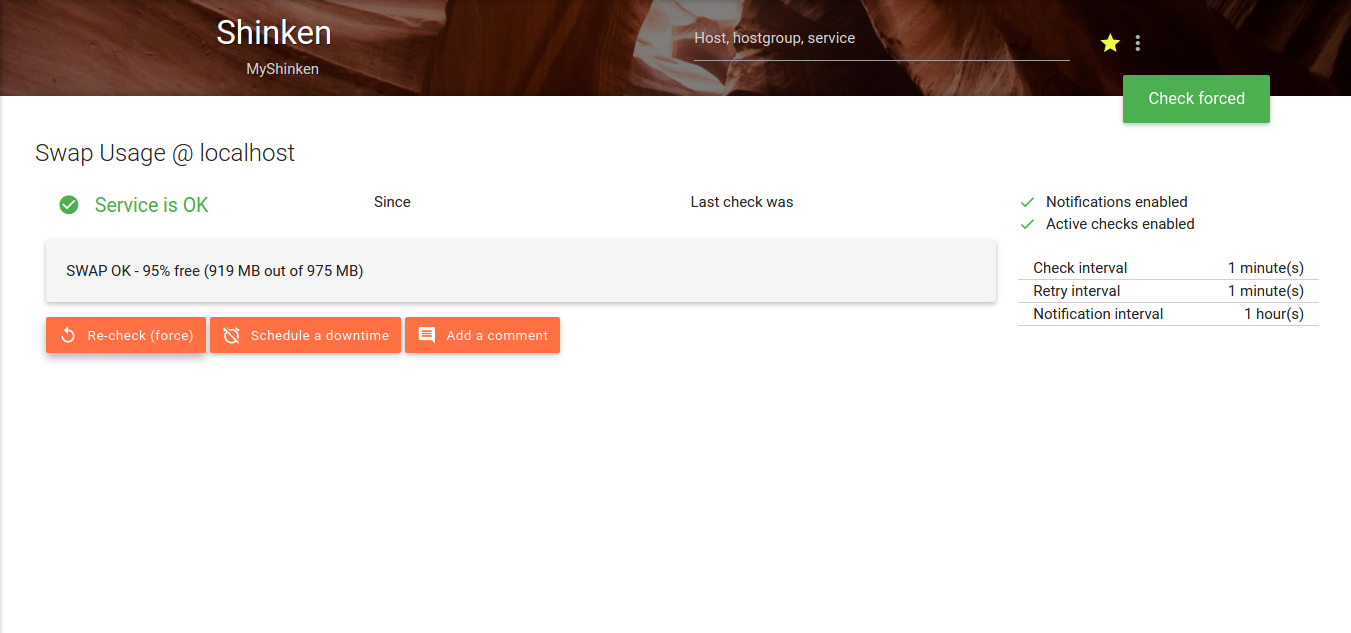 Shinken
MyShinken
Host, hostgroup, service
Check forced
Swap Usage @ localhost
Service is OK
Since
Last check was
Notifications enabled
Active checks enabled
SWAP OK - 95% free (919 MB out of 975 MB)
Check interval 1 minute(s)
Retry interval 1 minute(s)
Notification interval 1 hour(s)
Re-check (force) Schedule a downtime Add a comment